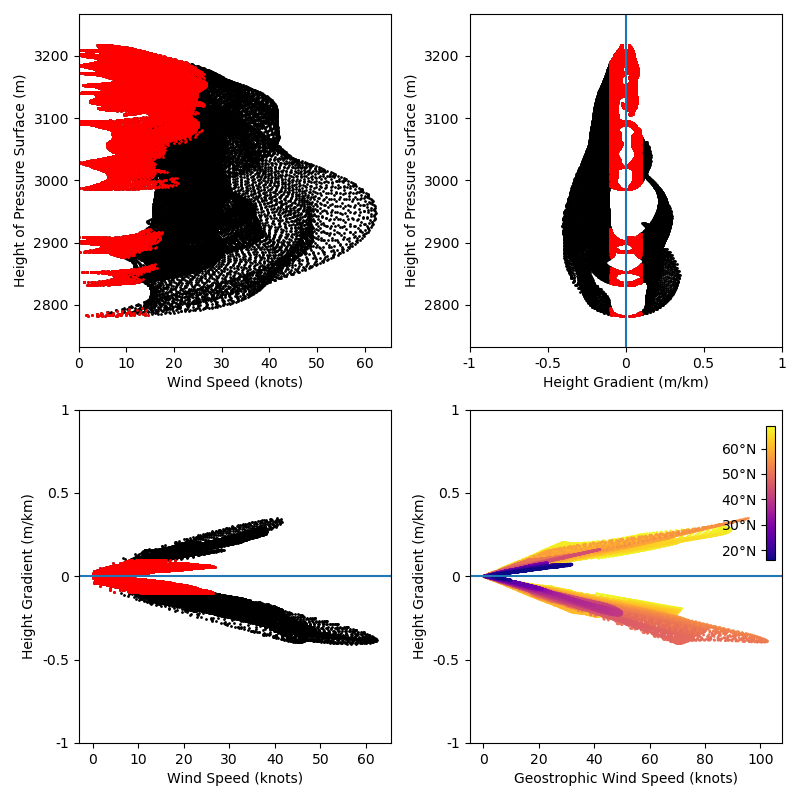 3200
3100
3000
2900
2800
Height of Pressure Surface (m)
0 10 20 30 40 50 60
Wind Speed (knots)
3200
3100
3000
2900
2800
Height of Pressure Surface (m)
-1 -0.5 0 0.5 1
Height Gradient (m/km)
1
0.5
0
-0.5
-1
Height Gradient (m/km)
0 10 20 30 40 50 60
Wind Speed (knots)
1
0.5
0
-0.5
-1
Height Gradient (m/km)
60°N
50°N
40°N
30°N
20°N
0 20 40 60 80 100
Geostrophic Wind Speed (knots)